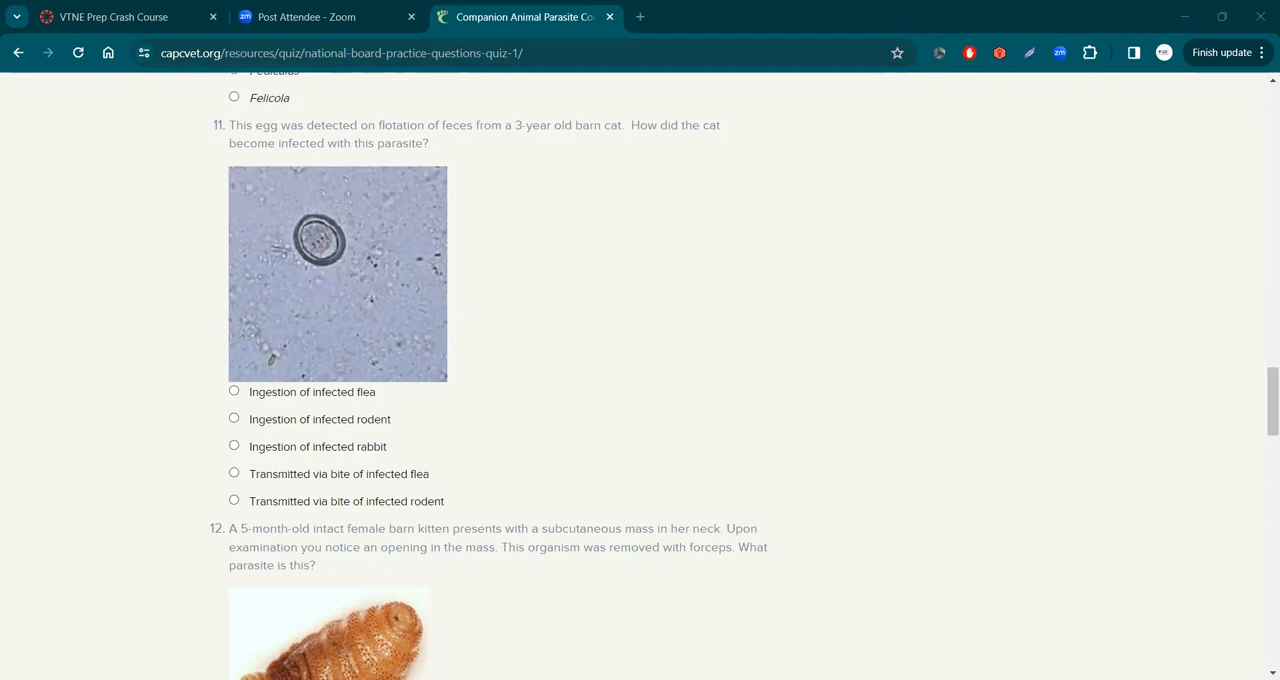 VTNE Prep Crash Course
zm
Post Attendee - Zoom
Companion Animal Parasite Co
capcvet.org/resources/quiz/national-board-practice-questions-quiz-1/
zm
Finish update
Pediculus
Felicola
11. This egg was detected on flotation of feces from a 3-year old barn cat. How did the cat
become infected with this parasite?
Ingestion of infected flea
Ingestion of infected rodent
Ingestion of infected rabbit
Transmitted via bite of infected flea
Transmitted via bite of infected rodent
12. A 5-month-old intact female barn kitten presents with a subcutaneous mass in her neck. Upon
examination you notice an opening in the mass. This organism was removed with forceps. What
parasite is this?